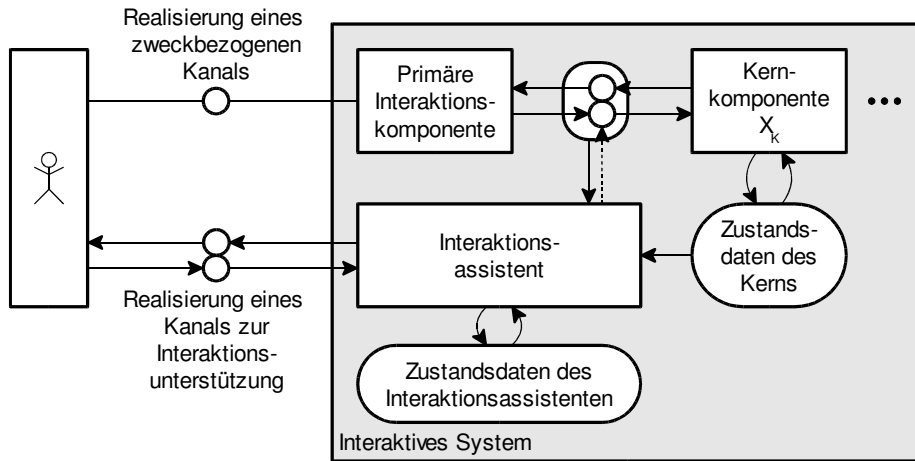 Realisierung eines
zweckbezogenen
Kanals
Primäre
Interaktions-
komponente
Kern-
komponente
Xk
Interaktions-
assistent
Zustands-
daten des
Kerns
Realisierung eines
Kanals zur
Interaktions-
unterstützung
Zustandsdaten des
Interaktionsassistenten
Interaktives System